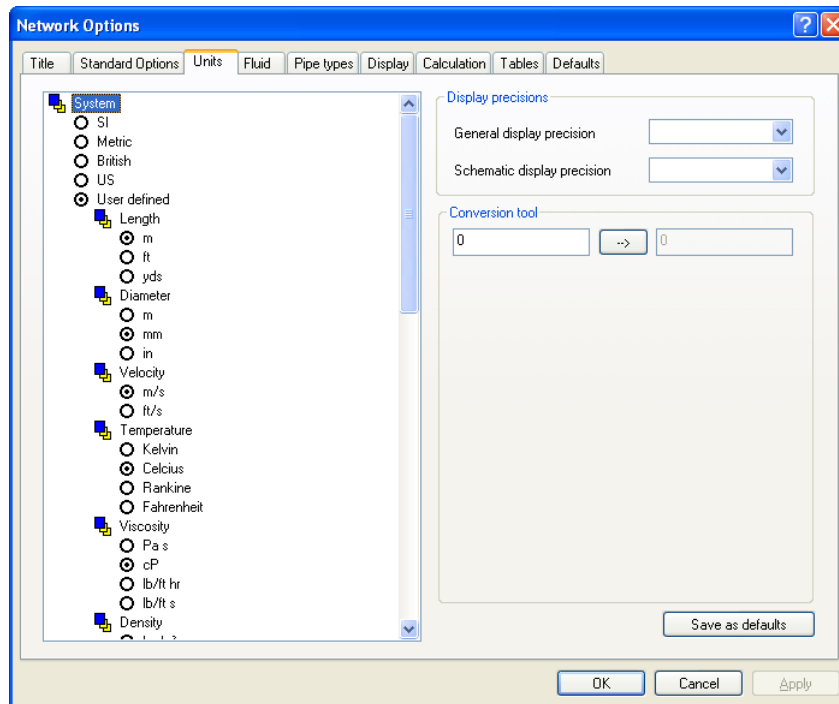 Network Options
Title Standard Options Units Fluid Pipe types Display Calculation Tables Defaults
System
SI
Metric
British
US
User defined
Length
m
ft
yds
Diameter
m
mm
in
Velocity
m/s
ft/s
Temperature
Kelvin
Celcius
Rankine
Fahrenheit
Viscosity
Pa s
cP
lb/ft hr
lb/ft s
Density
Display precisions
General display precision
Schematic display precision
Conversion tool
0 --> 0
Save as defaults
OK Cancel Apply